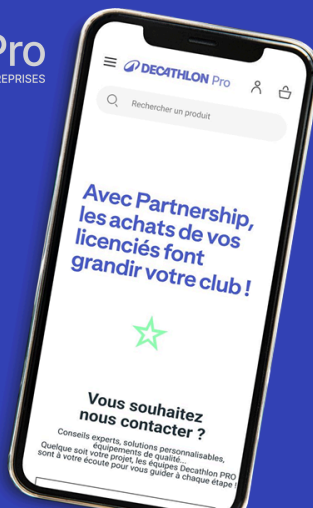 Pro
REPRISES
DECATHLON Pro
Rechercher un produit
Avec Partnership,
les achats de vos
licenciés font
grandir votre club !
Vous souhaitez
nous contacter ?
Conseils experts, solutions personnalisables,
équipements de qualité...
Quelque soit votre projet, les équipes Decathlon PRO
sont à votre écoute pour vous guider à chaque étape !